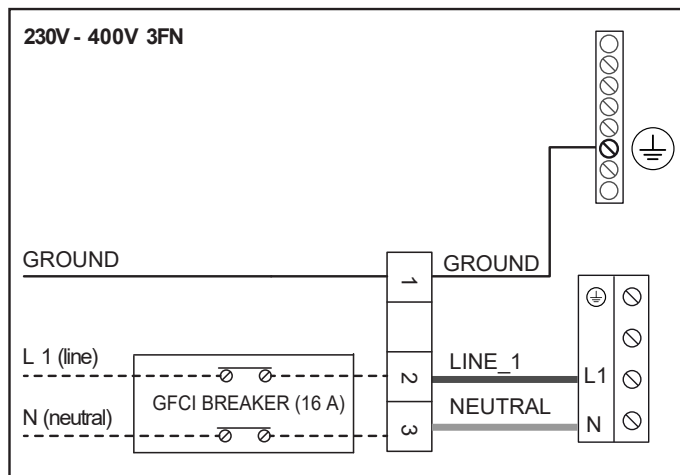 230V - 400V 3FN
GROUND
1
GROUND
L 1 (line)
2
LINE_1
L1
GFCI BREAKER (16 A)
N (neutral)
3
NEUTRAL
N